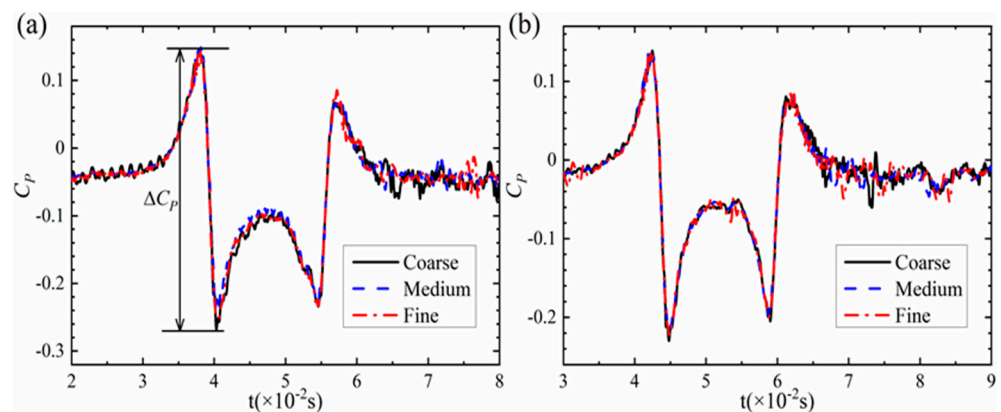 (a)
0.1
0
-0.1
-0.2
-0.3
C_P
ΔC_P
Coarse
Medium
Fine
2 3 4 5 6 7 8
t(×10⁻²s)
(b)
0.1
0
-0.1
-0.2
C_P
Coarse
Medium
Fine
3 4 5 6 7 8 9
t(×10⁻²s)